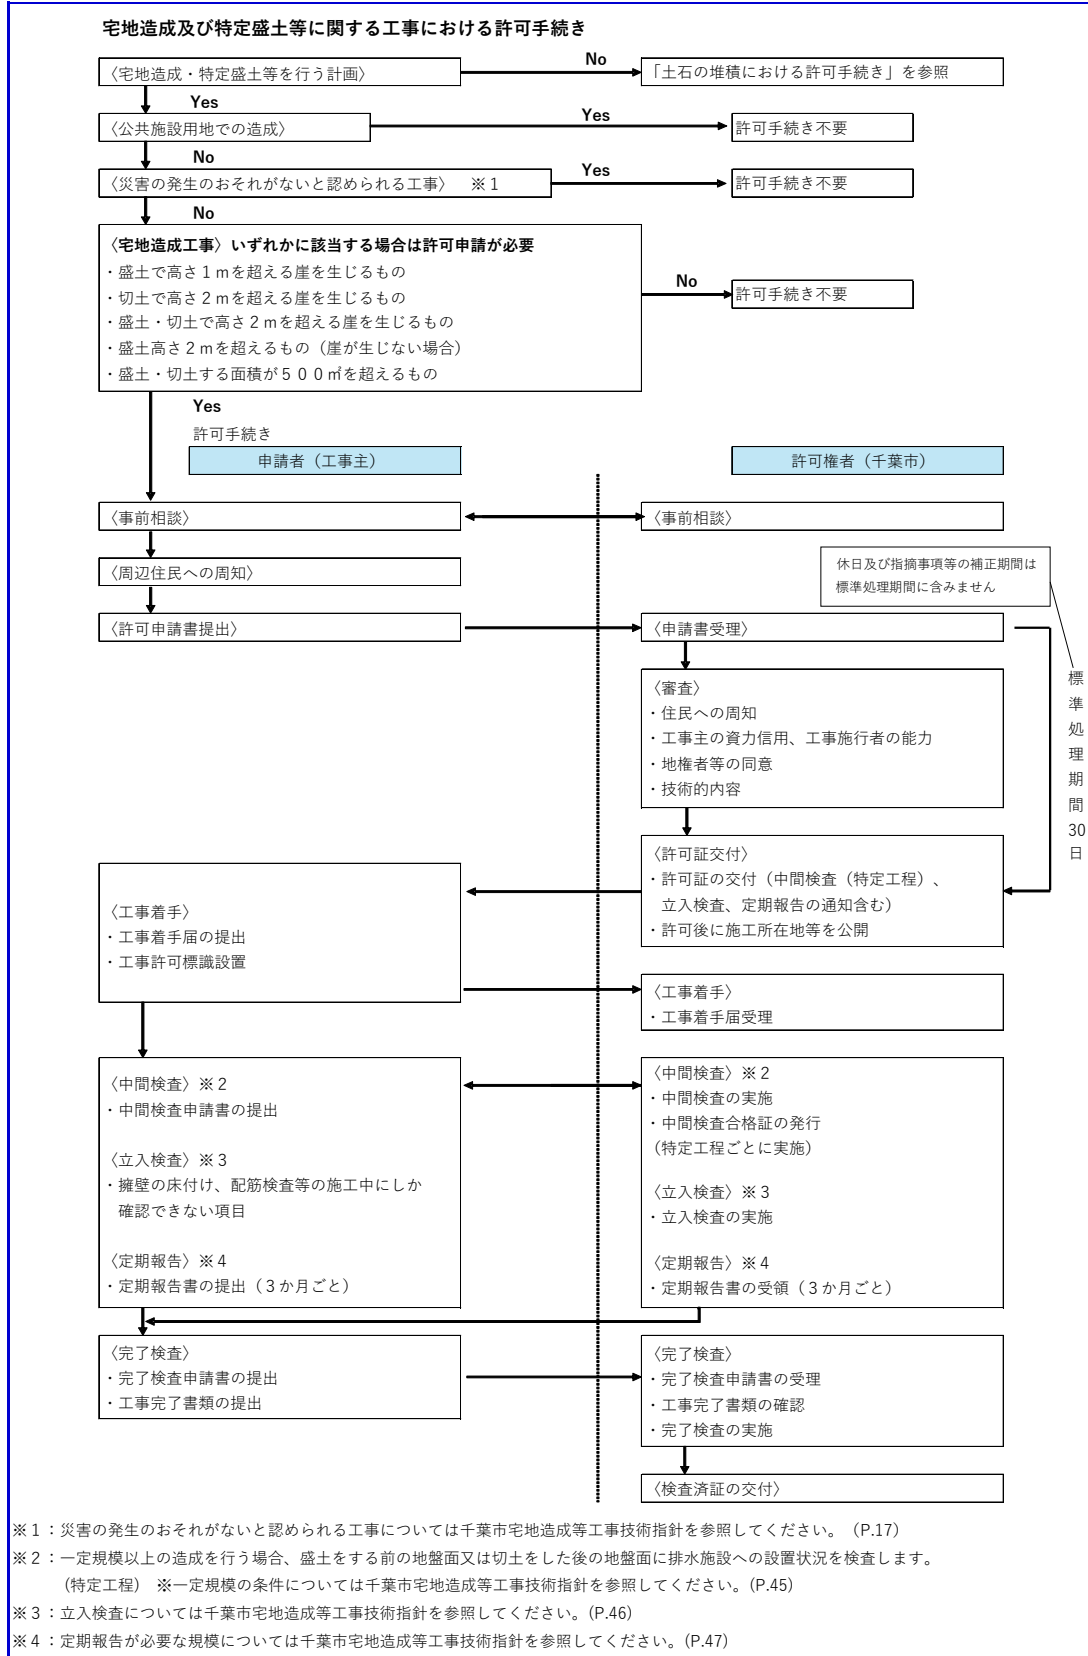 宅地造成及び特定盛土等に関する工事における許可手続き
〈宅地造成・特定盛土等を行う計画〉
No
「土石の堆積における許可手続き」を参照
Yes
〈公共施設用地での造成〉
Yes
許可手続き不要
No
〈災害の発生のおそれがないと認められる工事〉 ※１
Yes
許可手続き不要
No
〈宅地造成工事〉いずれかに該当する場合は許可申請が必要
・盛土で高さ１ｍを超える崖を生じるもの
・切土で高さ２ｍを超える崖を生じるもの
・盛土・切土で高さ２ｍを超える崖を生じるもの
・盛土高さ２ｍを超えるもの（崖が生じない場合）
・盛土・切土する面積が５００㎡を超えるもの
No
許可手続き不要
Yes
許可手続き
申請者（工事主）
許可権者（千葉市）
〈事前相談〉
〈事前相談〉
〈周辺住民への周知〉
休日及び指摘事項等の補正期間は
標準処理期間に含みません
〈許可申請書提出〉
〈申請書受理〉
標準処理期間30日
〈審査〉
・住民への周知
・工事主の資力信用、工事施行者の能力
・地権者等の同意
・技術的内容
〈許可証交付〉
・許可証の交付（中間検査（特定工程）、
立入検査、定期報告の通知含む）
・許可後に施工所在地等を公開
〈工事着手〉
・工事着手届の提出
・工事許可標識設置
〈工事着手〉
・工事着手届受理
〈中間検査〉※２
・中間検査申請書の提出
〈立入検査〉※３
・擁壁の床付け、配筋検査等の施工中にしか
確認できない項目
〈定期報告〉※４
・定期報告書の提出（３か月ごと）
〈中間検査〉※２
・中間検査の実施
・中間検査合格証の発行
（特定工程ごとに実施）
〈立入検査〉※３
・立入検査の実施
〈定期報告〉※４
・定期報告書の受領（３か月ごと）
〈完了検査〉
・完了検査申請書の提出
・工事完了書類の提出
〈完了検査〉
・完了検査申請書の受理
・工事完了書類の確認
・完了検査の実施
〈検査済証の交付〉
※１：災害の発生のおそれがないと認められる工事については千葉市宅地造成等工事技術指針を参照してください。（P.17）
※２：一定規模以上の造成を行う場合、盛土をする前の地盤面又は切土をした後の地盤面に排水施設への設置状況を検査します。
（特定工程） ※一定規模の条件については千葉市宅地造成等工事技術指針を参照してください。(P.45)
※３：立入検査については千葉市宅地造成等工事技術指針を参照してください。(P.46)
※４：定期報告が必要な規模については千葉市宅地造成等工事技術指針を参照してください。(P.47)